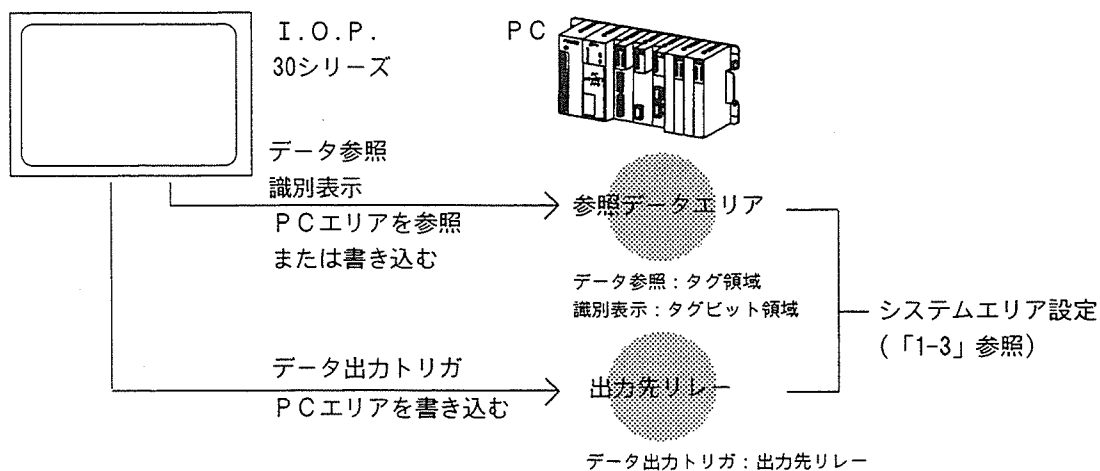 I.O.P.
30シリーズ
PC
データ参照
識別表示
PCエリアを参照
または書き込む
参照データエリア
データ参照：タグ領域
識別表示：タグビット領域
システムエリア設定
(「1-3」参照)
データ出力トリガ
PCエリアを書き込む
出力先リレー
データ出力トリガ：出力先リレー